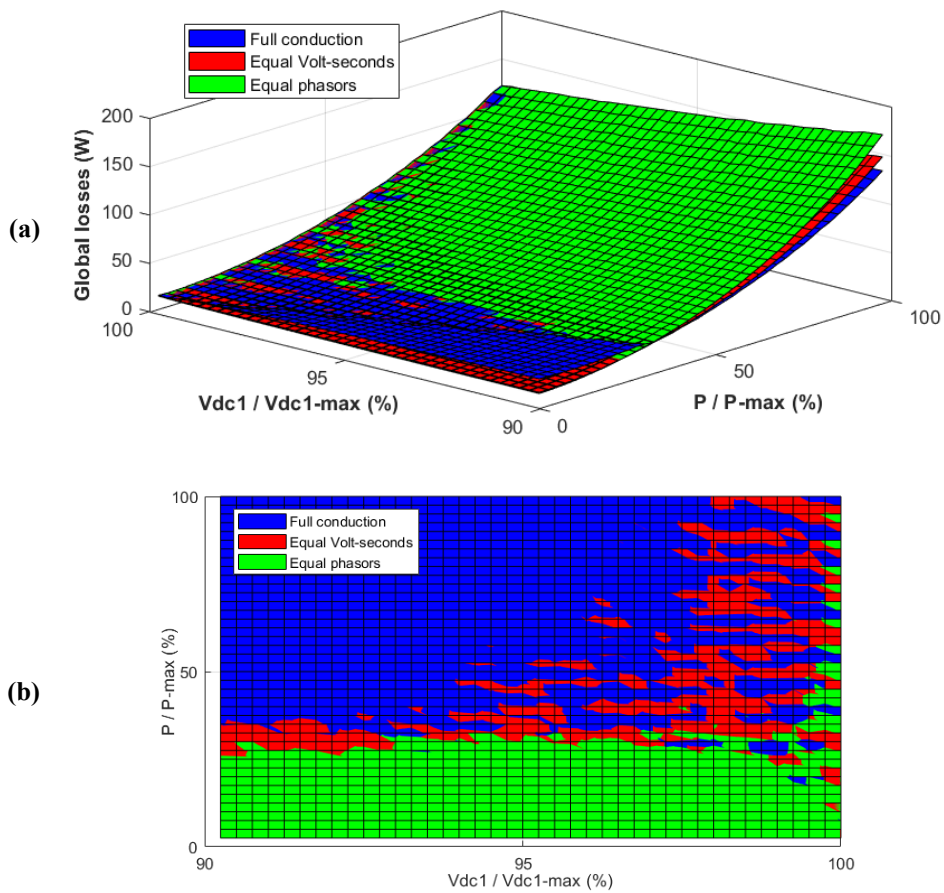 Full conduction
Equal Volt-seconds
Equal phasors
200
150
100
50
0
Global losses (W)
(a)
100
95
90
Vdc1 / Vdc1-max (%)
0
50
100
P / P-max (%)
100
50
0
Full conduction
Equal Volt-seconds
Equal phasors
P / P-max (%)
(b)
90
95
100
Vdc1 / Vdc1-max (%)